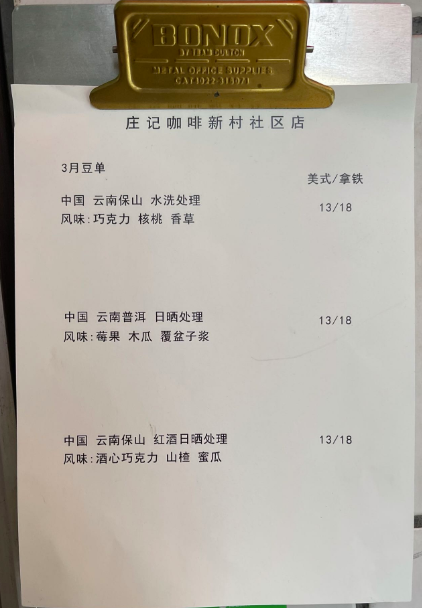 BONOX
METAL OFFICE SUPPLIES
庄记咖啡新村社区店
3月豆单
美式/拿铁
中国 云南保山 水洗处理
13/18
风味:巧克力 核桃 香草
中国 云南普洱 日晒处理
13/18
风味:莓果 木瓜 覆盆子浆
中国 云南保山 红酒日晒处理
13/18
风味:酒心巧克力 山楂 蜜瓜